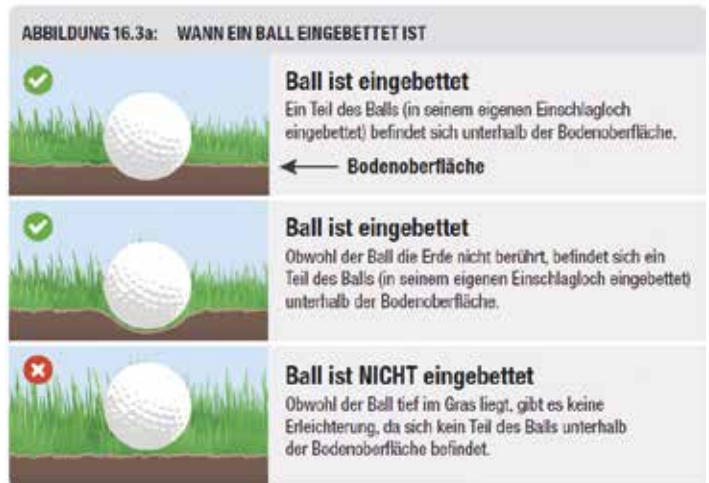 ABBILDUNG 16.3a: WANN EIN BALL EINGEBETTET IST
Ball ist eingebettet
Ein Teil des Balls (in seinem eigenen Einschlagloch
eingebettet) befindet sich unterhalb der Bodenoberfläche.
Bodenoberfläche
Ball ist eingebettet
Obwohl der Ball die Erde nicht berührt, befindet sich ein
Teil des Balls (in seinem eigenen Einschlagloch eingebettet)
unterhalb der Bodenoberfläche.
Ball ist NICHT eingebettet
Obwohl der Ball tief im Gras liegt, gibt es keine
Erleichterung, da sich kein Teil des Balls unterhalb
der Bodenoberfläche befindet.